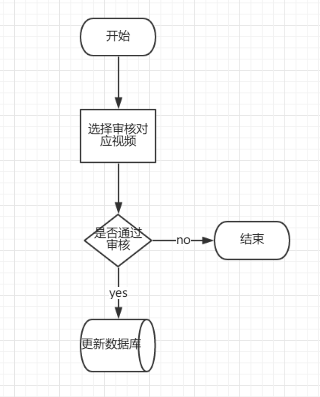 开始
选择审核对
应视频
是否通过
审核
no
结束
yes
更新数据库